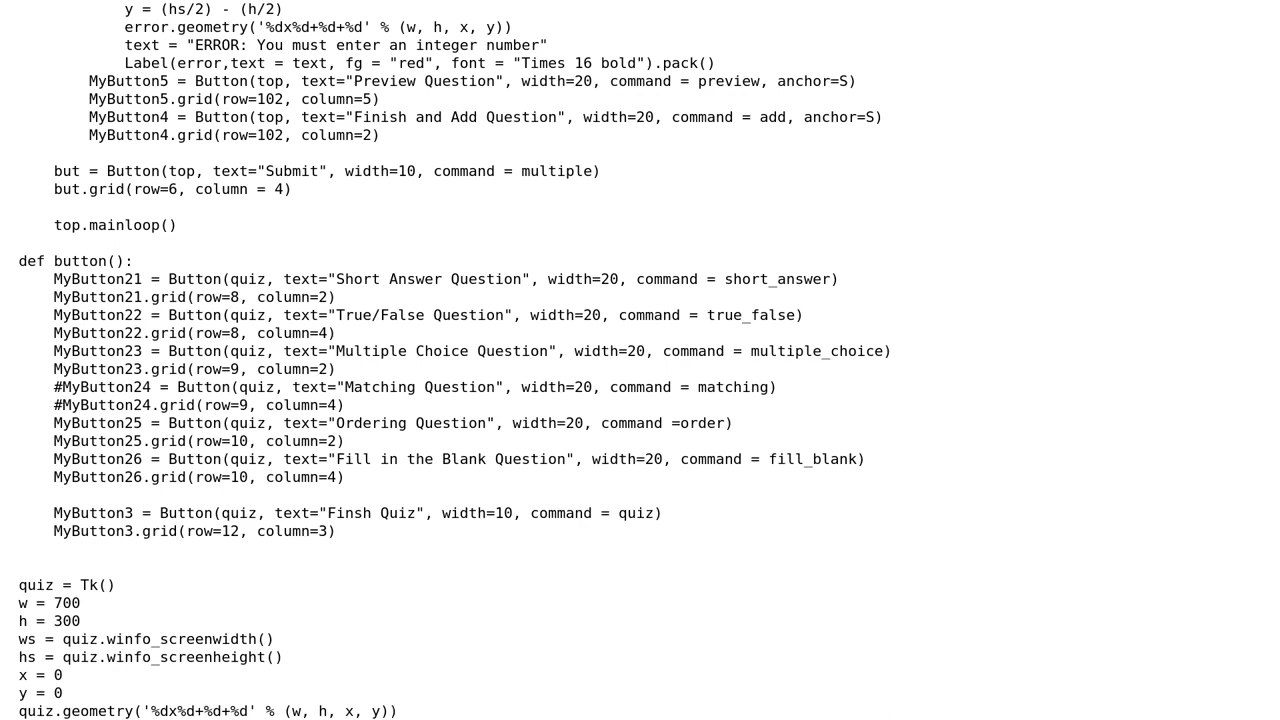 y = (hs/2) - (h/2)
error.geometry('%dx%d+%d+%d' % (w, h, x, y))
text = "ERROR: You must enter an integer number"
Label(error,text = text, fg = "red", font = "Times 16 bold").pack()
MyButton5 = Button(top, text="Preview Question", width=20, command = preview, anchor=S)
MyButton5.grid(row=102, column=5)
MyButton4 = Button(top, text="Finish and Add Question", width=20, command = add, anchor=S)
MyButton4.grid(row=102, column=2)
but = Button(top, text="Submit", width=10, command = multiple)
but.grid(row=6, column = 4)
top.mainloop()
def button():
MyButton21 = Button(quiz, text="Short Answer Question", width=20, command = short_answer)
MyButton21.grid(row=8, column=2)
MyButton22 = Button(quiz, text="True/False Question", width=20, command = true_false)
MyButton22.grid(row=8, column=4)
MyButton23 = Button(quiz, text="Multiple Choice Question", width=20, command = multiple_choice)
MyButton23.grid(row=9, column=2)
#MyButton24 = Button(quiz, text="Matching Question", width=20, command = matching)
#MyButton24.grid(row=9, column=4)
MyButton25 = Button(quiz, text="Ordering Question", width=20, command =order)
MyButton25.grid(row=10, column=2)
MyButton26 = Button(quiz, text="Fill in the Blank Question", width=20, command = fill_blank)
MyButton26.grid(row=10, column=4)
MyButton3 = Button(quiz, text="Finsh Quiz", width=10, command = quiz)
MyButton3.grid(row=12, column=3)
quiz = Tk()
w = 700
h = 300
ws = quiz.winfo_screenwidth()
hs = quiz.winfo_screenheight()
x = 0
y = 0
quiz.geometry('%dx%d+%d+%d' % (w, h, x, y))